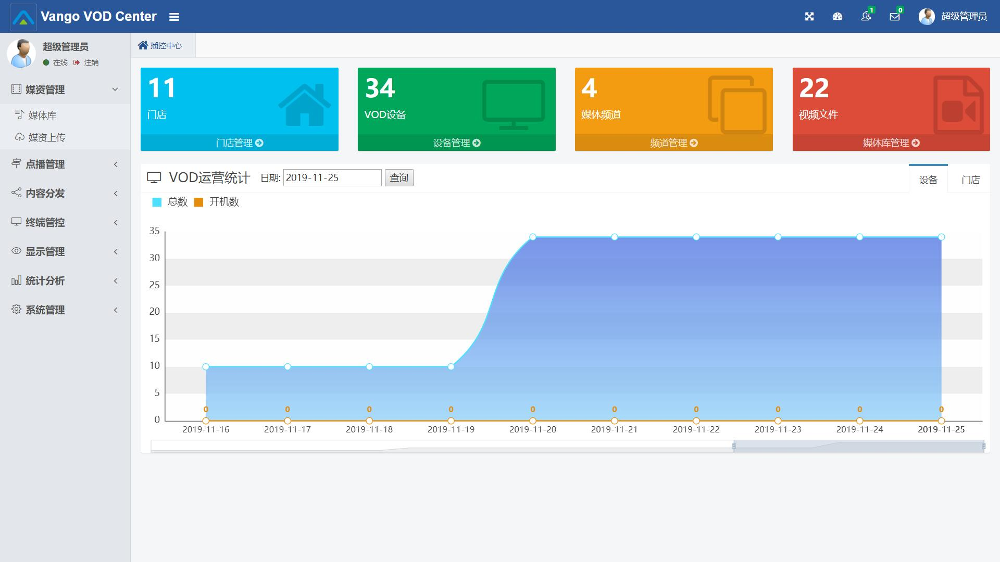 Vango VOD Center
1
0
超级管理员
超级管理员
在线 注销
媒资管理
媒体库
媒资上传
点播管理
内容分发
终端管控
显示管理
统计分析
系统管理
播控中心
11
门店
门店管理
34
VOD设备
设备管理
4
媒体频道
频道管理
22
视频文件
媒体库管理
VOD运营统计 日期: 2019-11-25 查询
设备 门店
总数 开机数
35
30
25
20
15
10
5
0
0 0 0 0 0 0 0 0 0 0
2019-11-16 2019-11-17 2019-11-18 2019-11-19 2019-11-20 2019-11-21 2019-11-22 2019-11-23 2019-11-24 2019-11-25